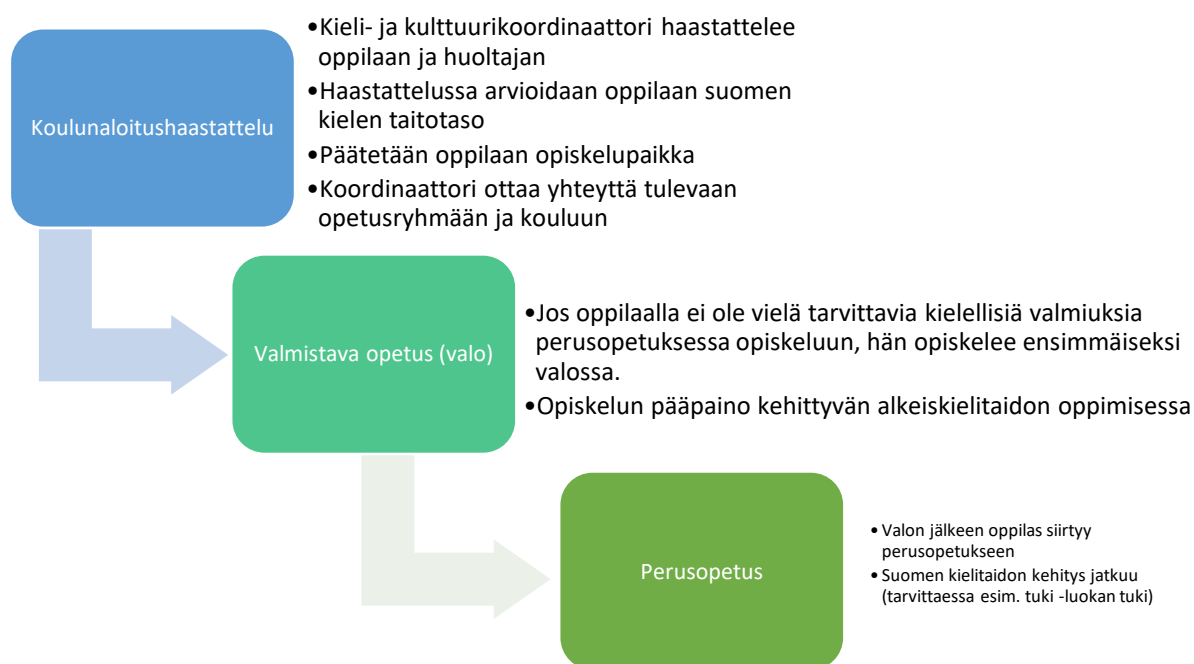 Koulunaloitushaastattelu
•Kieli- ja kulttuurikoordinaattori haastattelee
oppilaan ja huoltajan
•Haastattelussa arvioidaan oppilaan suomen
kielen taitotaso
•Päätetään oppilaan opiskelupaikka
•Koordinaattori ottaa yhteyttä tulevaan
opetusryhmään ja kouluun
Valmistava opetus (valo)
•Jos oppilaalla ei ole vielä tarvittavia kielellisiä valmiuksia
perusopetuksessa opiskeluun, hän opiskelee ensimmäiseksi
valossa.
•Opiskelun pääpaino kehittyvän alkeiskielitaidon oppimisessa
Perusopetus
•Valon jälkeen oppilas siirtyy
perusopetukseen
•Suomen kielitaidon kehitys jatkuu
(tarvittaessa esim. tuki -luokan tuki)